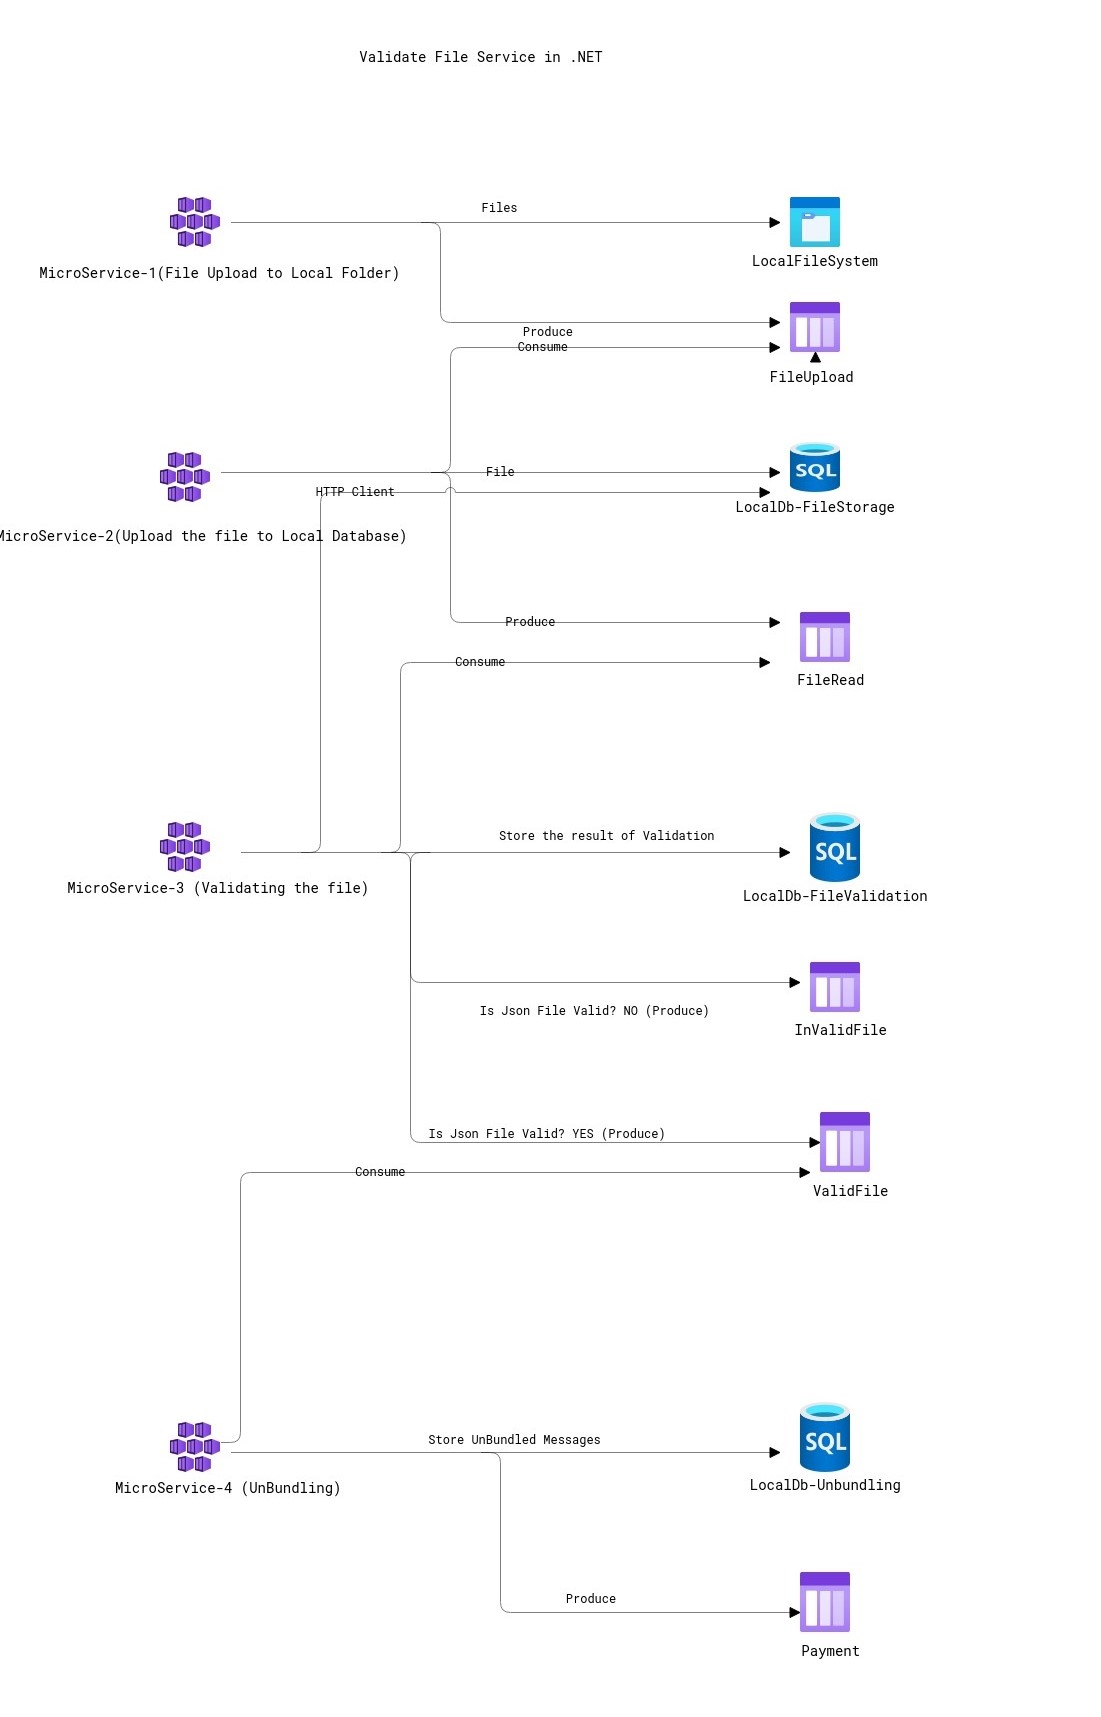 Validate File Service in .NET
Files
MicroService-1(File Upload to Local Folder)
LocalFileSystem
Produce
Consume
FileUpload
File
SQL
HTTP Client
LocalDb-FileStorage
MicroService-2(Upload the file to Local Database)
Produce
Consume
FileRead
Store the result of Validation
SQL
MicroService-3 (Validating the file)
LocalDb-FileValidation
Is Json File Valid? NO (Produce)
InValidFile
Is Json File Valid? YES (Produce)
Consume
ValidFile
Store UnBundled Messages
SQL
MicroService-4 (UnBundling)
LocalDb-Unbundling
Produce
Payment